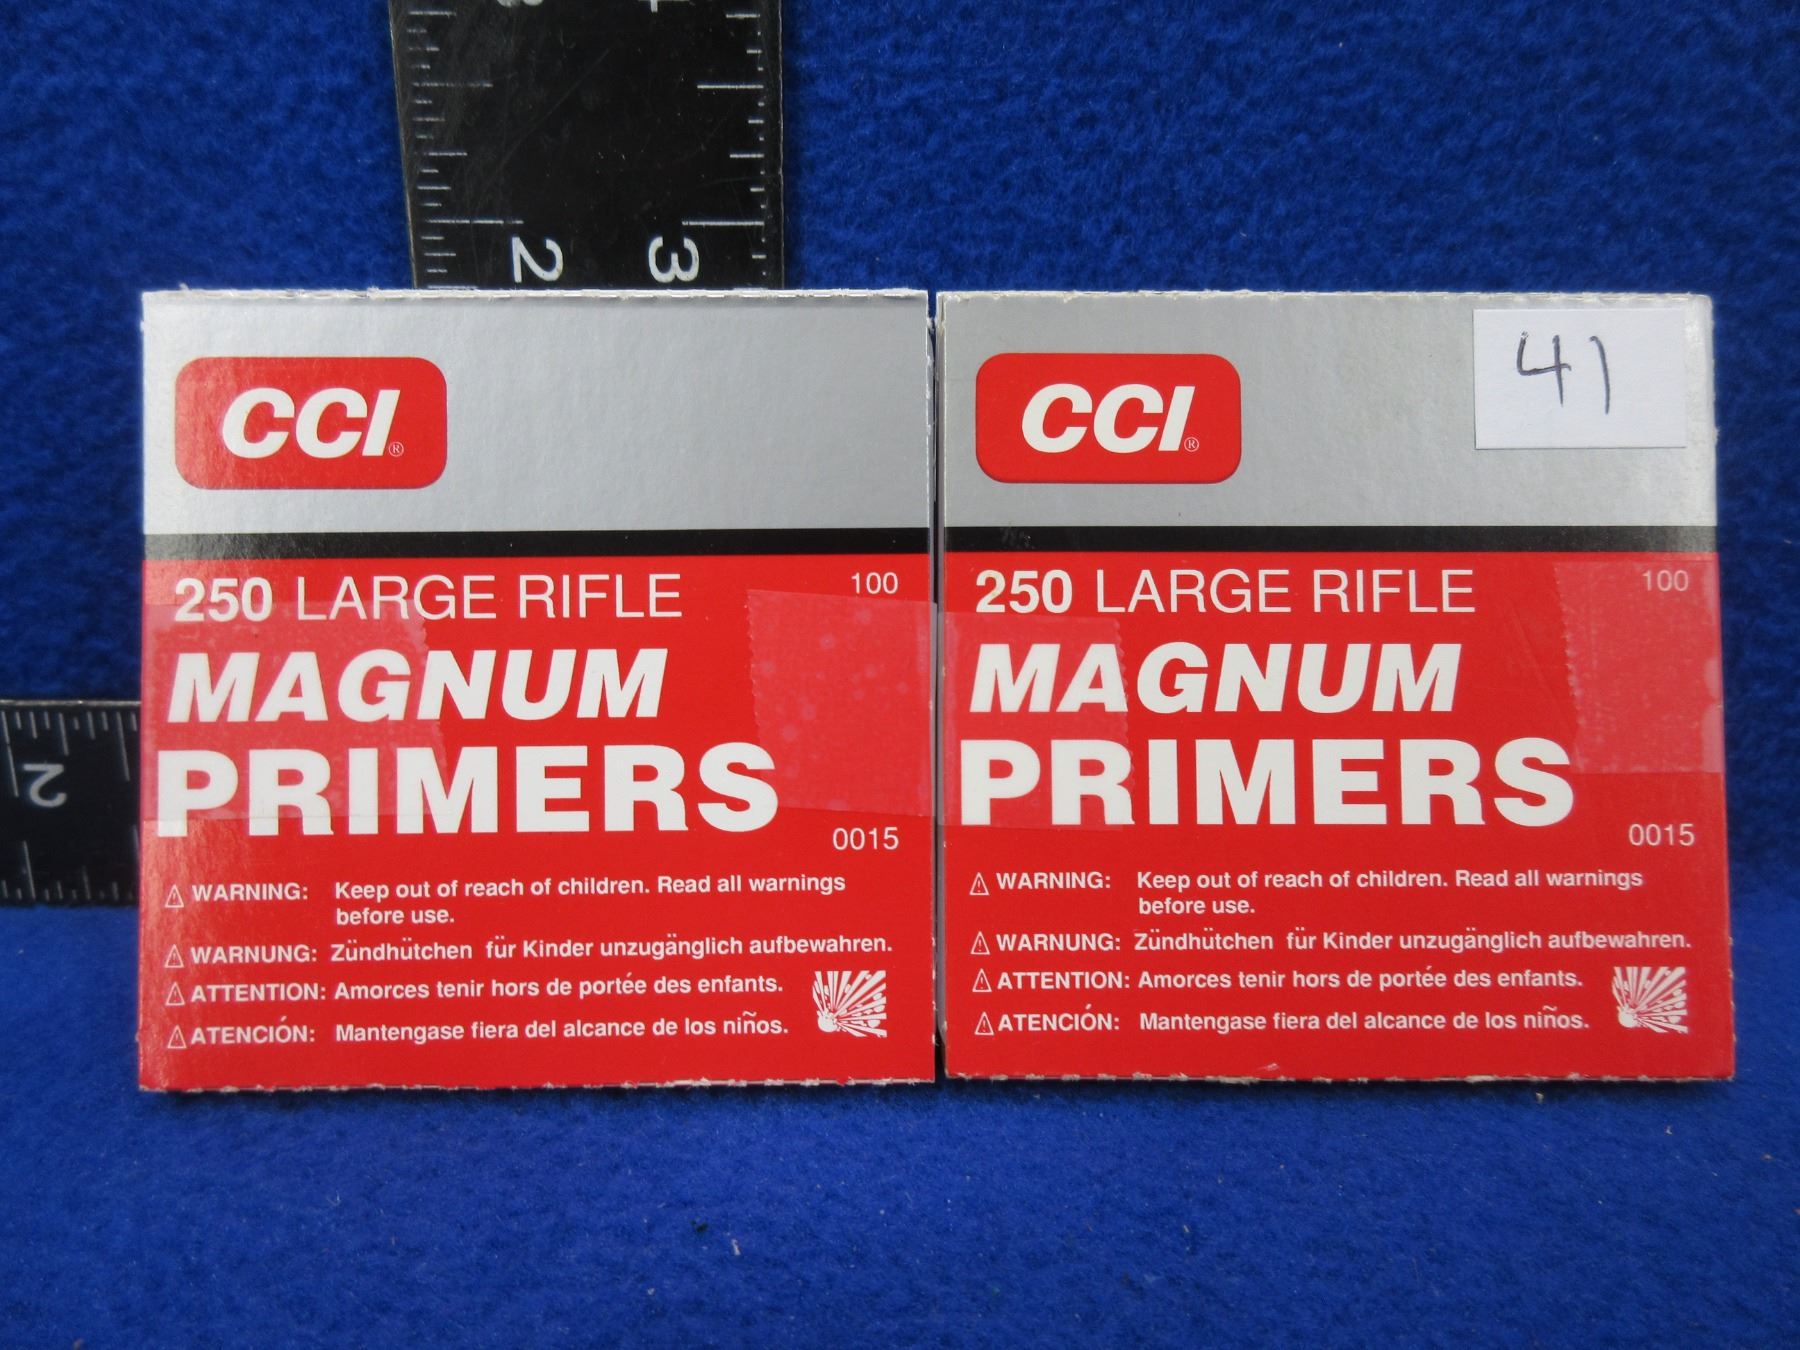 2
3
2
CCI®
250 LARGE RIFLE 100
MAGNUM
PRIMERS
0015
WARNING: Keep out of reach of children. Read all warnings
before use.
WARNUNG: Zündhütchen für Kinder unzugänglich aufbewahren.
ATTENTION: Amorces tenir hors de portée des enfants.
ATENCIÓN: Mantengase fiera del alcance de los niños.
CCI®
41
250 LARGE RIFLE 100
MAGNUM
PRIMERS
0015
WARNING: Keep out of reach of children. Read all warnings
before use.
WARNUNG: Zündhütchen für Kinder unzugänglich aufbewahren.
ATTENTION: Amorces tenir hors de portée des enfants.
ATENCIÓN: Mantengase fiera del alcance de los niños.